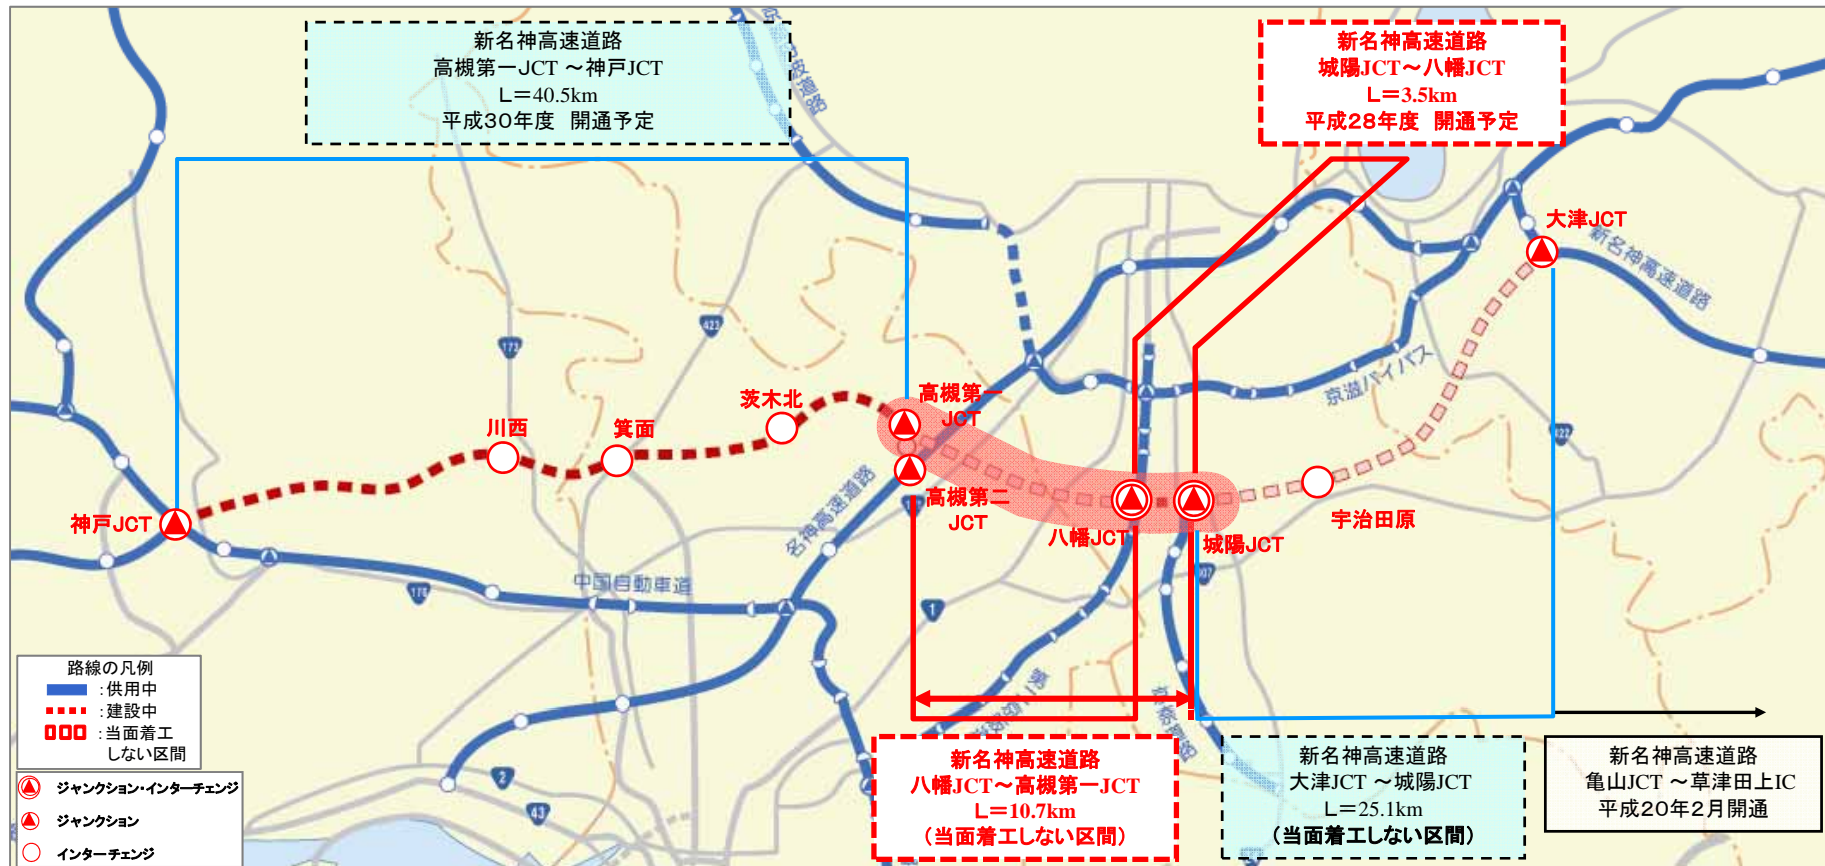 新名神高速道路
高槻第一JCT ～神戸JCT
L＝40.5km
平成30年度 開通予定
新名神高速道路
城陽JCT～八幡JCT
L＝3.5km
平成28年度 開通予定
大津JCT
新名神高速道路
423
173
京滋バイパス
茨木北
高槻第一
JCT
川西
箕面
422
神戸JCT
高槻第二
JCT
名神高速道路
八幡JCT
城陽JCT
宇治田原
中国自動車道
176
1
307
路線の凡例
：供用中
：建設中
：当面着工
しない区間
ジャンクション・インターチェンジ
ジャンクション
インターチェンジ
2
43
新名神高速道路
八幡JCT～高槻第一JCT
L＝10.7km
（当面着工しない区間）
新名神高速道路
大津JCT ～城陽JCT
L＝25.1km
（当面着工しない区間）
新名神高速道路
亀山JCT ～草津田上IC
平成20年2月開通